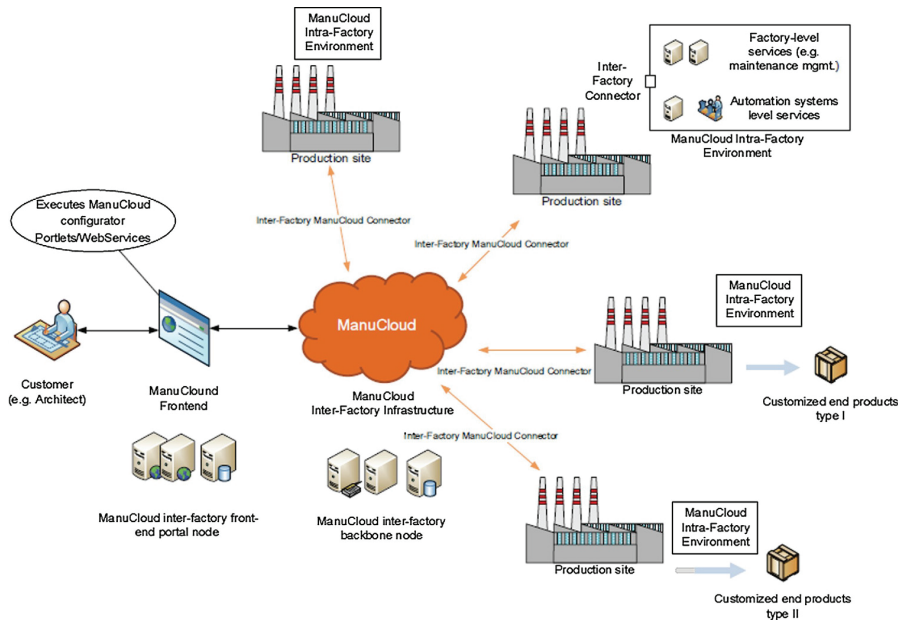 ManuCloud
Intra-Factory
Environment
Production site
Inter-
Factory
Connector
Factory-level
services (e.g.
maintenance mgmt.)
Automation systems
level services
ManuCloud Intra-Factory
Environment
Production site
Executes ManuCloud
configurator
Portlets/WebServices
Inter-Factory ManuCloud Connector
Inter-Factory ManuCloud Connector
ManuCloud
ManuCloud
Intra-Factory
Environment
Inter-Factory ManuCloud Connector
Production site
Customer
(e.g. Architect)
ManuClound
Frontend
ManuCloud
Inter-Factory Infrastructure
Customized end products
type I
Inter-Factory ManuCloud Connector
ManuCloud inter-factory front-
end portal node
ManuCloud inter-factory
backbone node
ManuCloud
Intra-Factory
Environment
Production site
Customized end products
type II